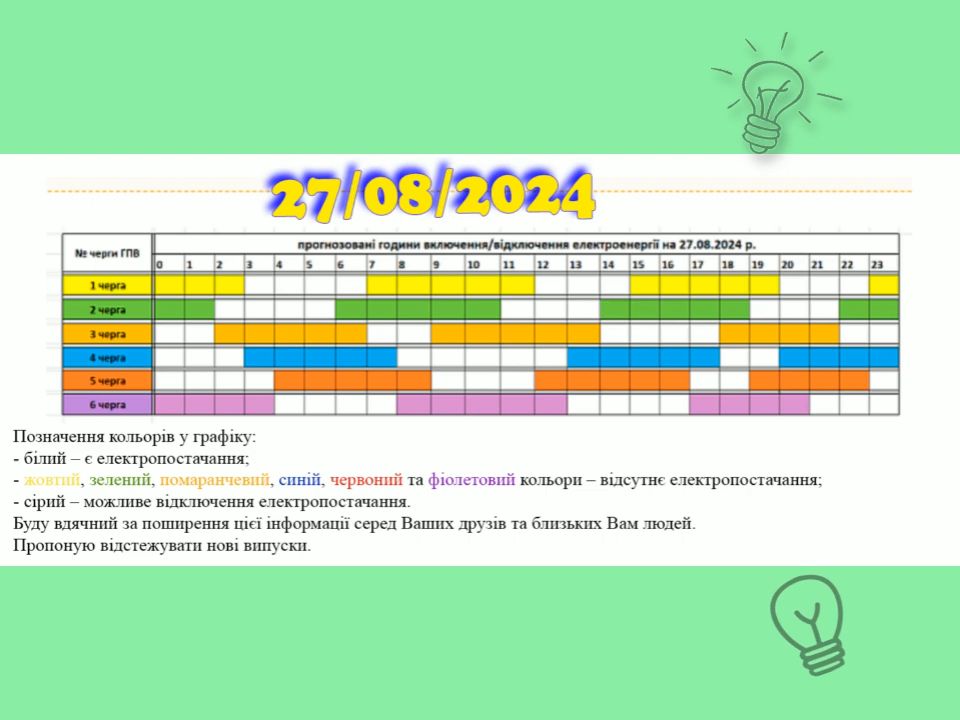 27/08/2024
№ черги ГПВ
прогнозовані години включення/відключення електроенергії на 27.08.2024 р.
0 1 2 3 4 5 6 7 8 9 10 11 12 13 14 15 16 17 18 19 20 21 22 23
1 черга
2 черга
3 черга
4 черга
5 черга
6 черга
Позначення кольорів у графіку:
- білий – є електропостачання;
- жовтий, зелений, помаранчевий, синій, червоний та фіолетовий кольори – відсутнє електропостачання;
- сірий – можливе відключення електропостачання.
Буду вдячний за поширення цієї інформації серед Ваших друзів та близьких Вам людей.
Пропоную відстежувати нові випуски.